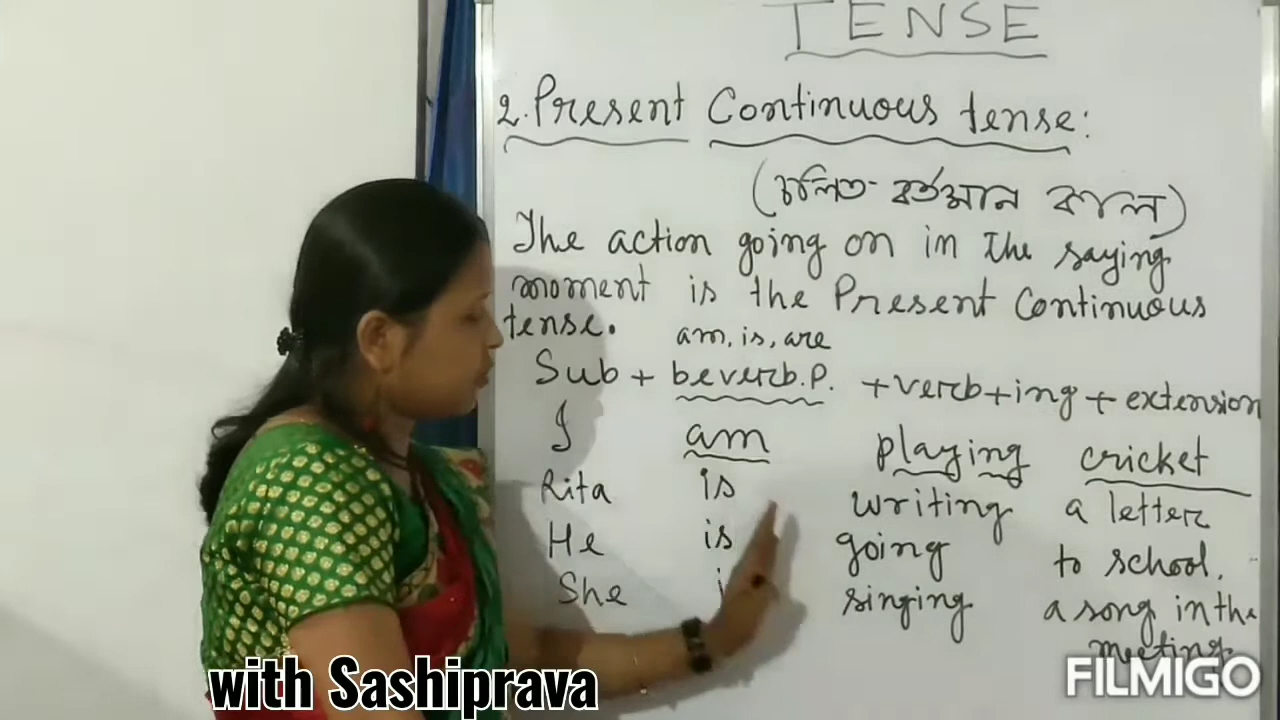 TENSE
2. Present Continuous tense:
(চলিত বর্তমান কাল)
The action going on in the saying
moment is the Present Continuous
tense.
am, is, are
Sub + be verb.P. + verb + ing + extension
I am playing cricket
Rita is writing a letter
He is going to school.
She singing a song in the
meeting.
with Sashiprava
FILMIGO